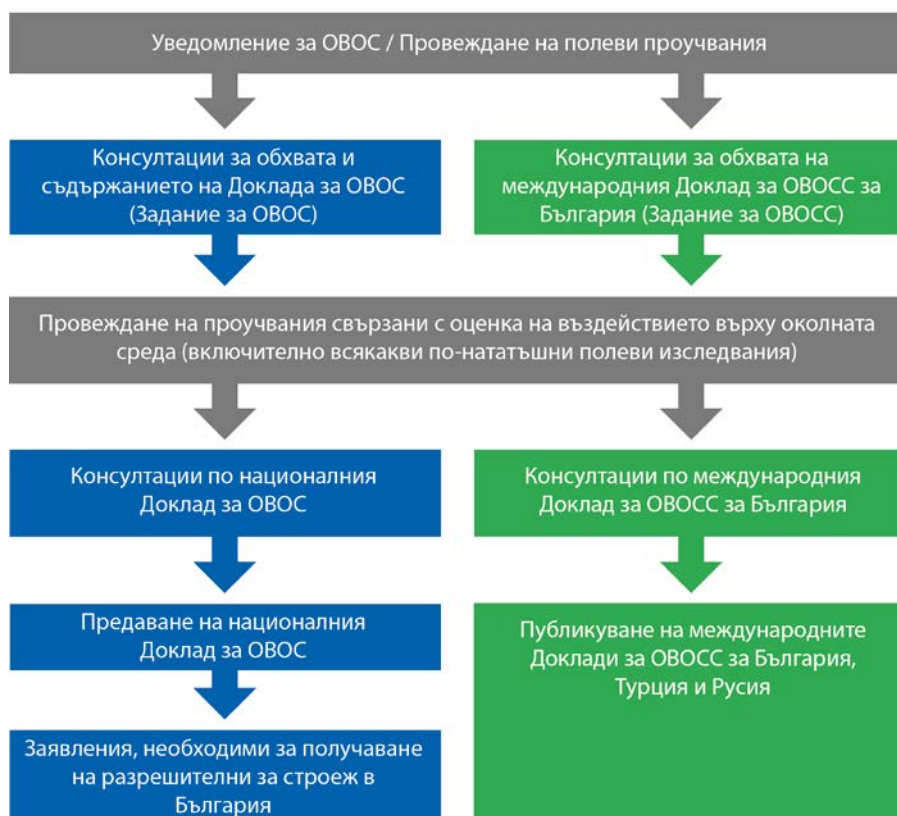 Уведомление за ОВОС / Провеждане на полеви проучвания
Консултации за обхвата и
съдържанието на Доклада за ОВОС
(Задание за ОВОС)
Консултации за обхвата на
международния Доклад за ОВОСС за
България (Задание за ОВОСС)
Провеждане на проучвания свързани с оценка на въздействието върху околната
среда (включително всякакви по-нататъшни полеви изследвания)
Консултации по националния
Доклад за ОВОС
Консултации по международния
Доклад за ОВОСС за България
Предаване на националния
Доклад за ОВОС
Публикуване на международните
Доклади за ОВОСС за България,
Турция и Русия
Заявления, необходими за получаване
на разрешителни за строеж в
България